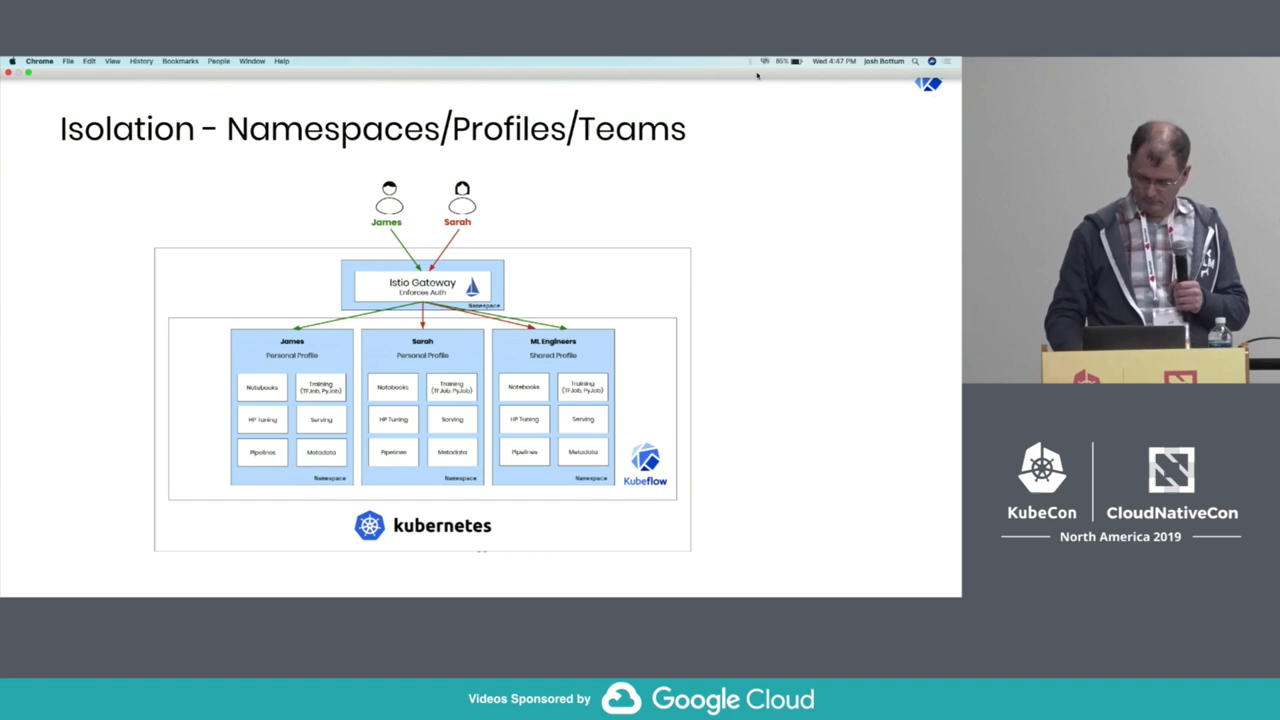 Chrome File Edit View History Bookmarks People Window Help
85% Wed 4:47 PM Josh Bottum
Isolation - Namespaces/Profiles/Teams
James
Sarah
Istio Gateway
Enforces Auth
Namespace
James
Personal Profile
Notebooks
Training
(TFJob, PyJob)
HP Tuning
Serving
Pipelines
Metadata
Namespace
Sarah
Personal Profile
Notebooks
Training
(TFJob, PyJob)
HP Tuning
Serving
Pipelines
Metadata
Namespace
ML Engineers
Shared Profile
Notebooks
Training
(TFJob, PyJob)
HP Tuning
Serving
Pipelines
Metadata
Namespace
Kubeflow
kubernetes
KubeCon
CloudNativeCon
North America 2019
Videos Sponsored by
Google Cloud